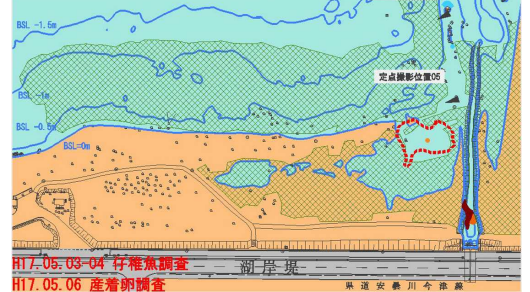 BSL -1.5m
定点撮影位置05
BSL -1m
BSL -0.5m
BSL=0m
H17.05.03-04 仔稚魚調査
湖岸堤
H17.05.06 産着卵調査
県道安曇川今津線